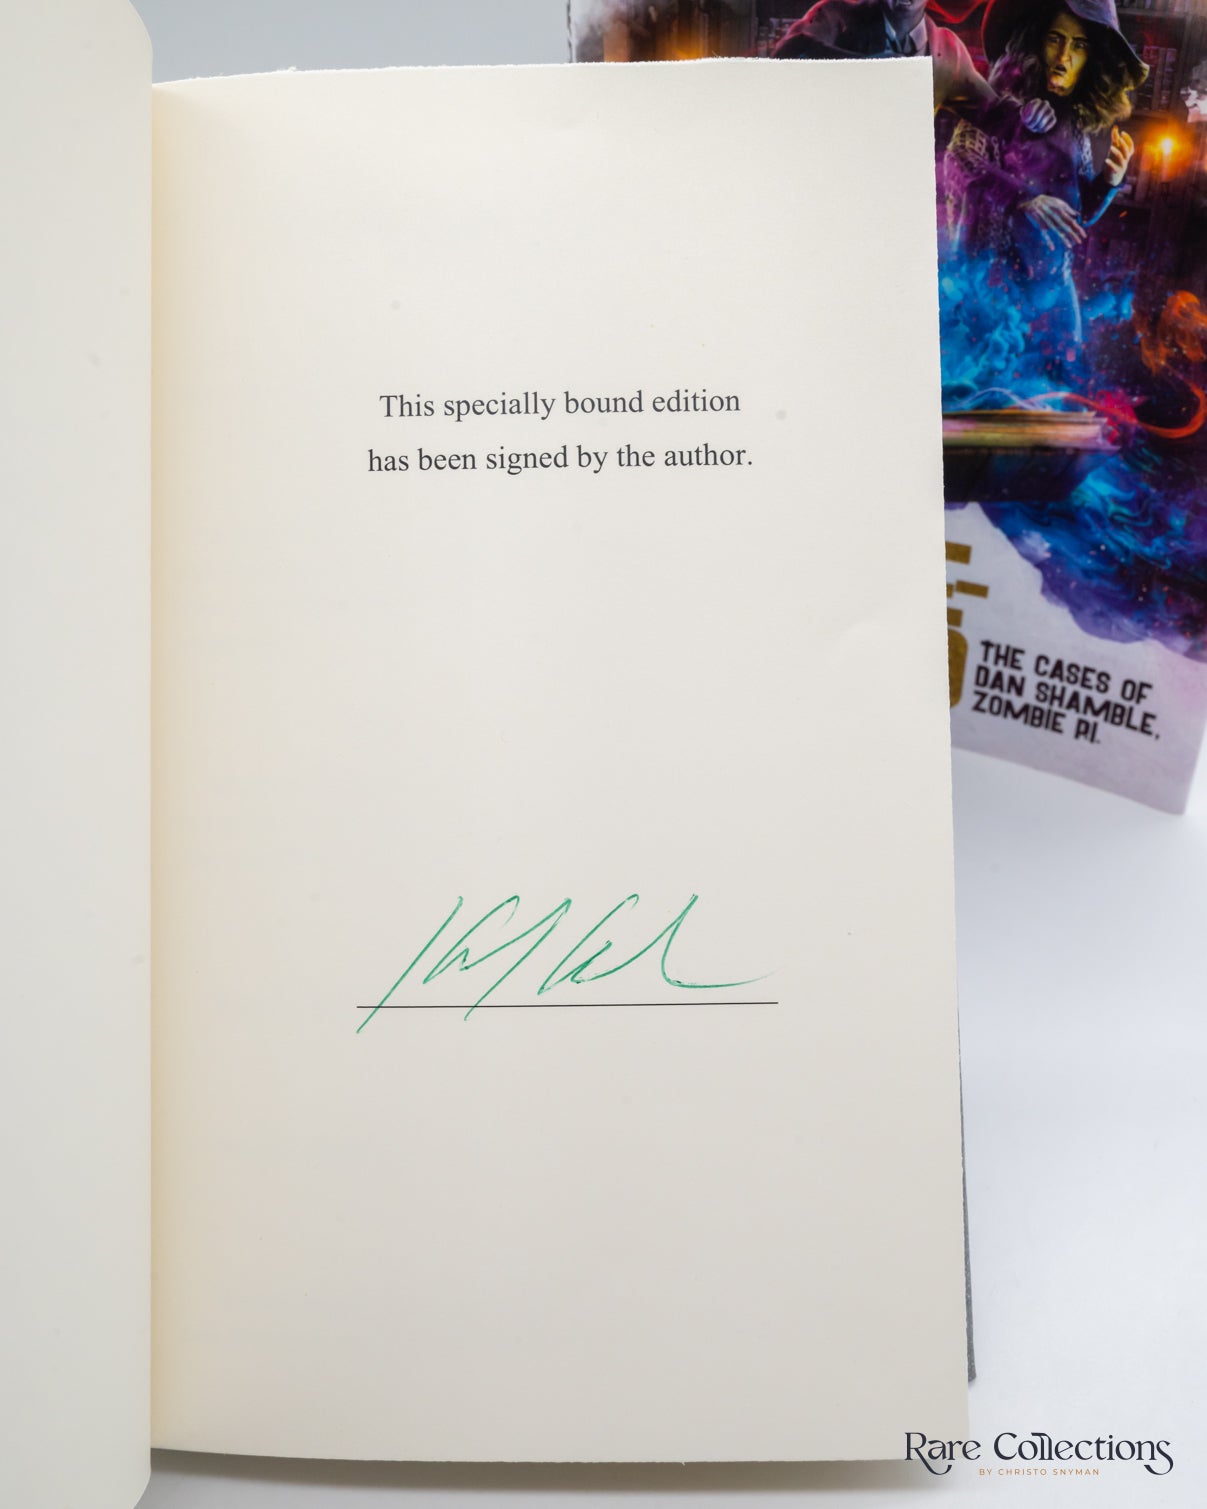 This specially bound edition
has been signed by the author.
THE CASES OF
DAN SHAMBLE,
ZOMBIE P.I.
Rare Collections
BY CHRISTO SNYMAN